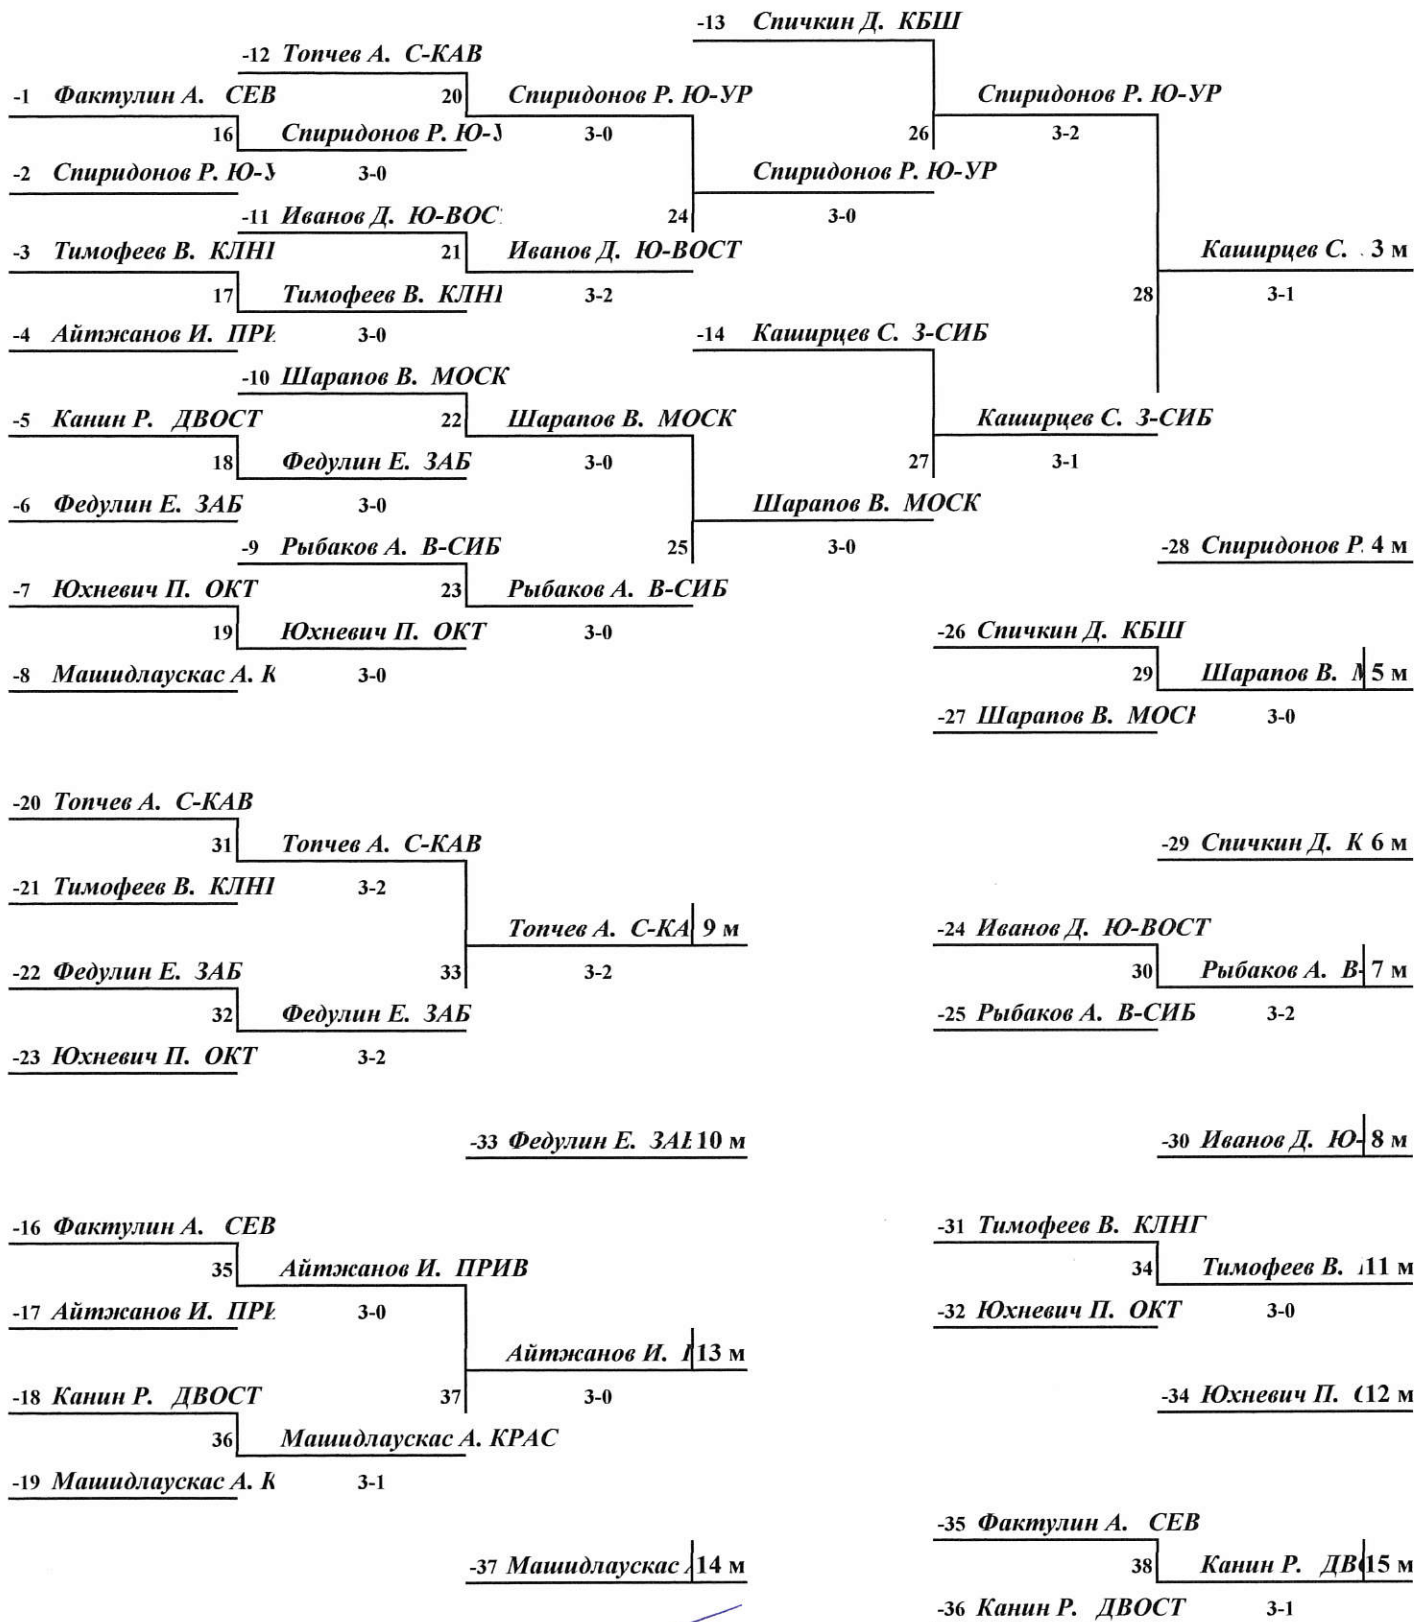 -13 Спичкин Д. КБШ
-12 Топчев А. С-КАВ
-1 Фактулин А. СЕВ 20 Спиридонов Р. Ю-УР Спиридонов Р. Ю-УР
16 Спиридонов Р. Ю-У 3-0 26 3-2
-2 Спиридонов Р. Ю-У 3-0 Спиридонов Р. Ю-УР
-11 Иванов Д. Ю-ВОС 24 3-0
-3 Тимофеев В. КЛН 21 Иванов Д. Ю-ВОСТ Каширцев С. 3 м
17 Тимофеев В. КЛН 3-2 28 3-1
-4 Айтжанов И. ПРИ 3-0 -14 Каширцев С. З-СИБ
-10 Шарапов В. МОСК
-5 Канин Р. ДВОСТ 22 Шарапов В. МОСК Каширцев С. З-СИБ
18 Федулин Е. ЗАБ 3-0 27 3-1
-6 Федулин Е. ЗАБ 3-0 Шарапов В. МОСК
-9 Рыбаков А. В-СИБ 25 3-0 -28 Спиридонов Р. 4 м
-7 Юхневич П. ОКТ 23 Рыбаков А. В-СИБ
19 Юхневич П. ОКТ 3-0 -26 Спичкин Д. КБШ
-8 Машидлаускас А. К 3-0 29 Шарапов В. М 5 м
-27 Шарапов В. МОС 3-0
-20 Топчев А. С-КАВ
31 Топчев А. С-КАВ -29 Спичкин Д. К 6 м
-21 Тимофеев В. КЛН 3-2
Топчев А. С-КА 9 м -24 Иванов Д. Ю-ВОСТ
-22 Федулин Е. ЗАБ 33 3-2 30 Рыбаков А. В- 7 м
32 Федулин Е. ЗАБ -25 Рыбаков А. В-СИБ 3-2
-23 Юхневич П. ОКТ 3-2
-33 Федулин Е. ЗАБ 10 м -30 Иванов Д. Ю- 8 м
-16 Фактулин А. СЕВ -31 Тимофеев В. КЛНГ
35 Айтжанов И. ПРИВ 34 Тимофеев В. 11 м
-17 Айтжанов И. ПРИ 3-0 -32 Юхневич П. ОКТ 3-0
Айтжанов И. 13 м
-18 Канин Р. ДВОСТ 37 3-0 -34 Юхневич П. 12 м
36 Машидлаускас А. КРАС
-19 Машидлаускас А. К 3-1
-35 Фактулин А. СЕВ
-37 Машидлаускас 14 м 38 Канин Р. ДВ 15 м
-36 Канин Р. ДВОСТ 3-1